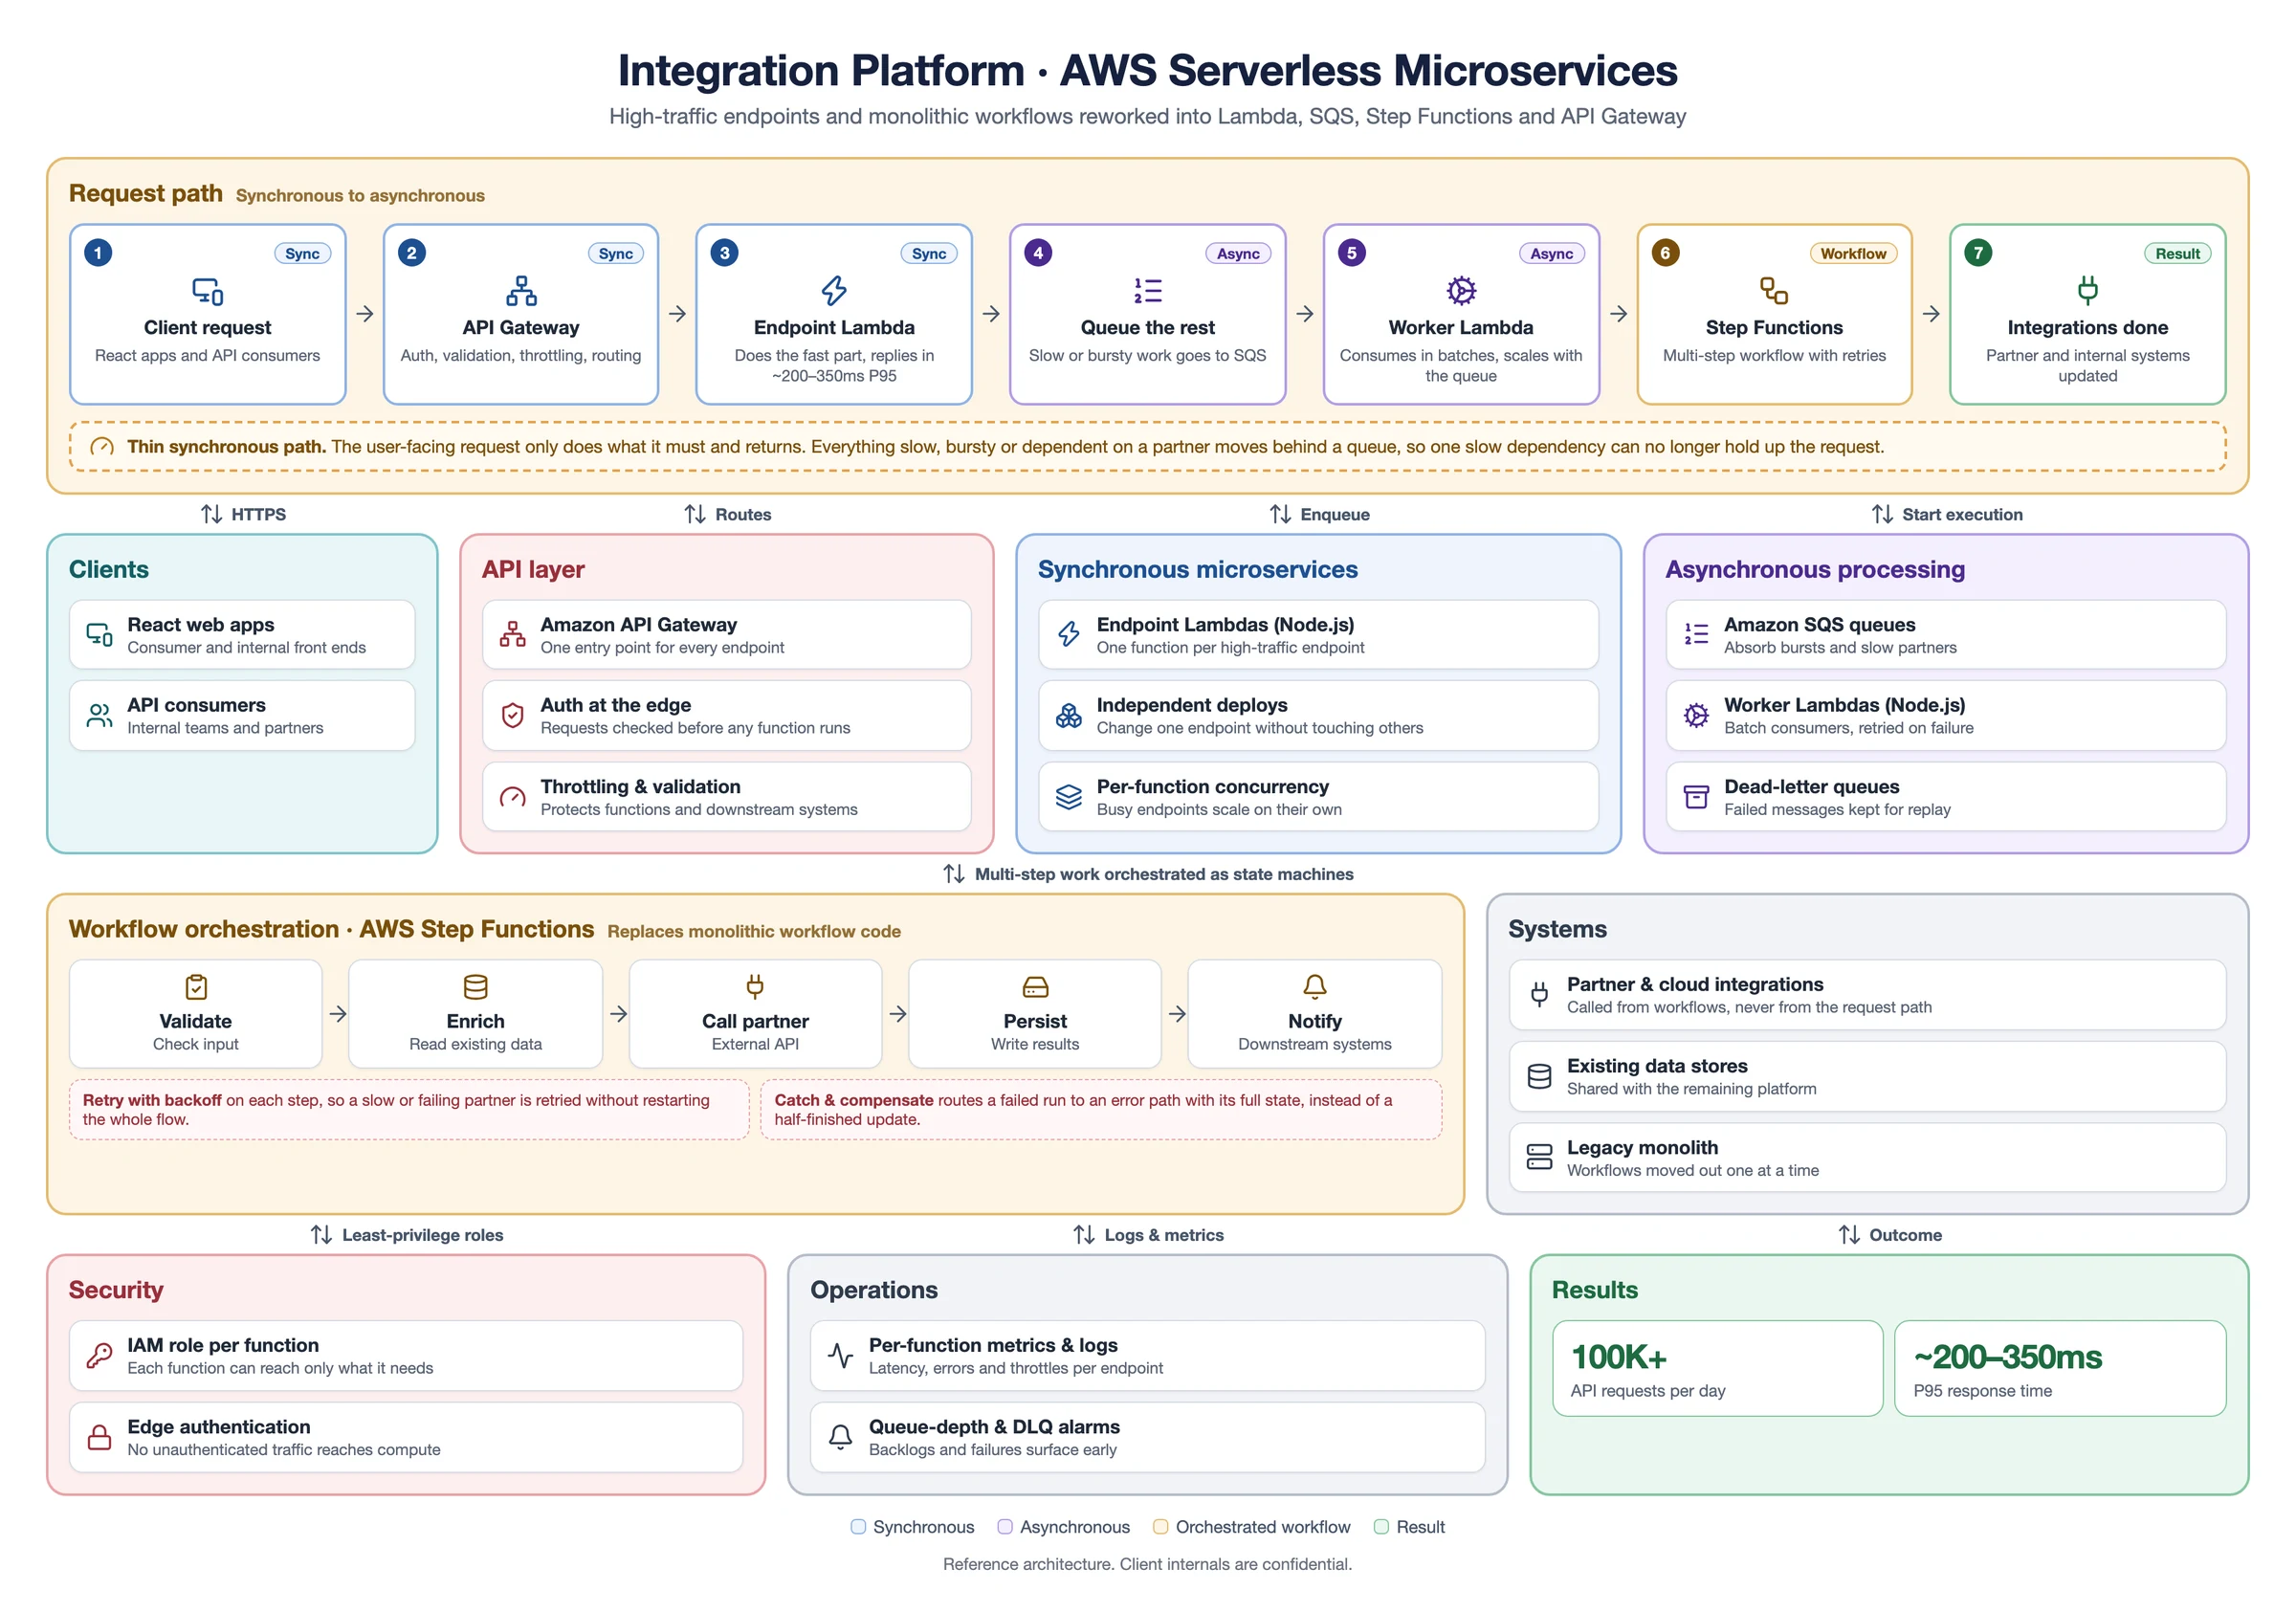 Integration Platform · AWS Serverless Microservices
High-traffic endpoints and monolithic workflows reworked into Lambda, SQS, Step Functions and API Gateway
Request path Synchronous to asynchronous
1 Sync
Client request
React apps and API consumers
2 Sync
API Gateway
Auth, validation, throttling, routing
3 Sync
Endpoint Lambda
Does the fast part, replies in
~200–350ms P95
4 Async
Queue the rest
Slow or bursty work goes to SQS
5 Async
Worker Lambda
Consumes in batches, scales with
the queue
6 Workflow
Step Functions
Multi-step workflow with retries
7 Result
Integrations done
Partner and internal systems
updated
Thin synchronous path. The user-facing request only does what it must and returns. Everything slow, bursty or dependent on a partner moves behind a queue, so one slow dependency can no longer hold up the request.
HTTPS
Routes
Enqueue
Start execution
Clients
React web apps
Consumer and internal front ends
API consumers
Internal teams and partners
API layer
Amazon API Gateway
One entry point for every endpoint
Auth at the edge
Requests checked before any function runs
Throttling & validation
Protects functions and downstream systems
Synchronous microservices
Endpoint Lambdas (Node.js)
One function per high-traffic endpoint
Independent deploys
Change one endpoint without touching others
Per-function concurrency
Busy endpoints scale on their own
Asynchronous processing
Amazon SQS queues
Absorb bursts and slow partners
Worker Lambdas (Node.js)
Batch consumers, retried on failure
Dead-letter queues
Failed messages kept for replay
Multi-step work orchestrated as state machines
Workflow orchestration · AWS Step Functions Replaces monolithic workflow code
Validate
Check input
Enrich
Read existing data
Call partner
External API
Persist
Write results
Notify
Downstream systems
Retry with backoff on each step, so a slow or failing partner is retried without restarting
the whole flow.
Catch & compensate routes a failed run to an error path with its full state, instead of a
half-finished update.
Systems
Partner & cloud integrations
Called from workflows, never from the request path
Existing data stores
Shared with the remaining platform
Legacy monolith
Workflows moved out one at a time
Least-privilege roles
Logs & metrics
Outcome
Security
IAM role per function
Each function can reach only what it needs
Edge authentication
No unauthenticated traffic reaches compute
Operations
Per-function metrics & logs
Latency, errors and throttles per endpoint
Queue-depth & DLQ alarms
Backlogs and failures surface early
Results
100K+
API requests per day
~200–350ms
P95 response time
Synchronous
Asynchronous
Orchestrated workflow
Result
Reference architecture. Client internals are confidential.